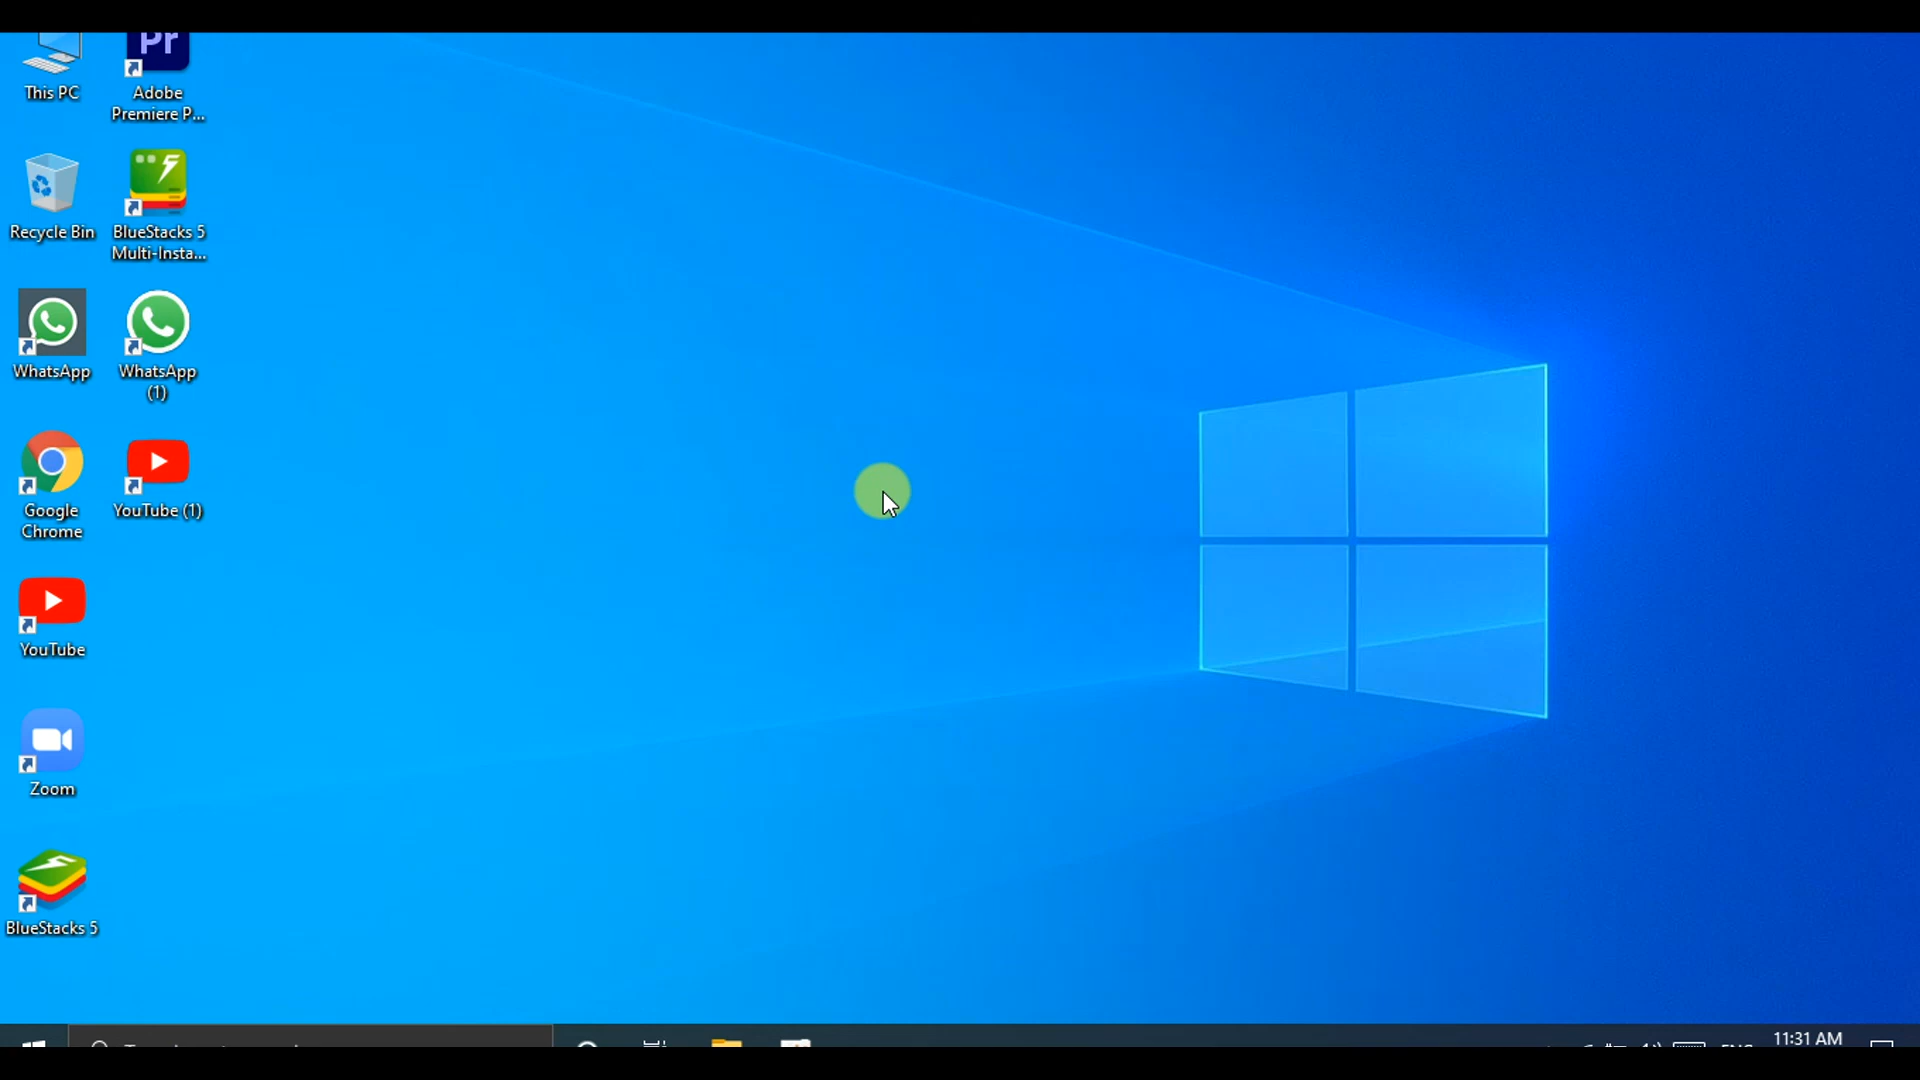 This PC
Pr
Adobe
Premiere P...
Recycle Bin
BlueStacks 5
Multi-Insta...
WhatsApp
WhatsApp
(1)
Google
Chrome
YouTube (1)
YouTube
Zoom
BlueStacks 5
11:31 AM